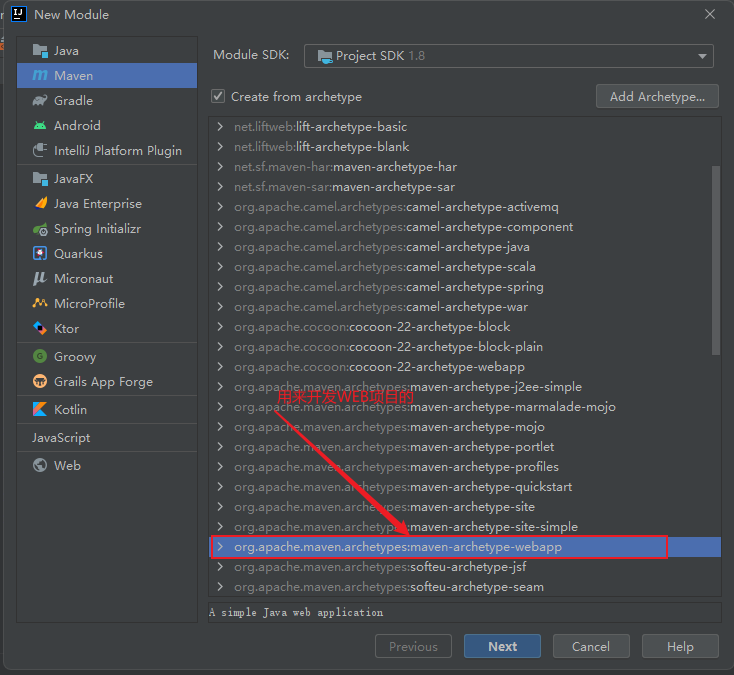 New Module
Java
Maven
Gradle
Android
IntelliJ Platform Plugin
JavaFX
Java Enterprise
Spring Initializr
Quarkus
Micronaut
MicroProfile
Ktor
Groovy
Grails App Forge
Kotlin
JavaScript
Web
Module SDK:
Project SDK 1.8
Create from archetype
Add Archetype...
net.liftweb:lift-archetype-basic
net.liftweb:lift-archetype-blank
net.sf.maven-har:maven-archetype-har
net.sf.maven-sar:maven-archetype-sar
org.apache.camel.archetypes:camel-archetype-activemq
org.apache.camel.archetypes:camel-archetype-component
org.apache.camel.archetypes:camel-archetype-java
org.apache.camel.archetypes:camel-archetype-scala
org.apache.camel.archetypes:camel-archetype-spring
org.apache.camel.archetypes:camel-archetype-war
org.apache.cocoon:cocoon-22-archetype-block
org.apache.cocoon:cocoon-22-archetype-block-plain
org.apache.cocoon:cocoon-22-archetype-webapp
org.apache.maven.archetypes:maven-archetype-j2ee-simple
用来开发WEB项目的
org.apache.maven.archetypes:maven-archetype-marmalade-mojo
org.apache.maven.archetypes:maven-archetype-mojo
org.apache.maven.archetypes:maven-archetype-portlet
org.apache.maven.archetypes:maven-archetype-profiles
org.apache.maven.archetypes:maven-archetype-quickstart
org.apache.maven.archetypes:maven-archetype-site
org.apache.maven.archetypes:maven-archetype-site-simple
org.apache.maven.archetypes:maven-archetype-webapp
org.apache.maven.archetypes:softeu-archetype-jsf
org.apache.maven.archetypes:softeu-archetype-seam
A simple Java web application
Previous
Next
Cancel
Help